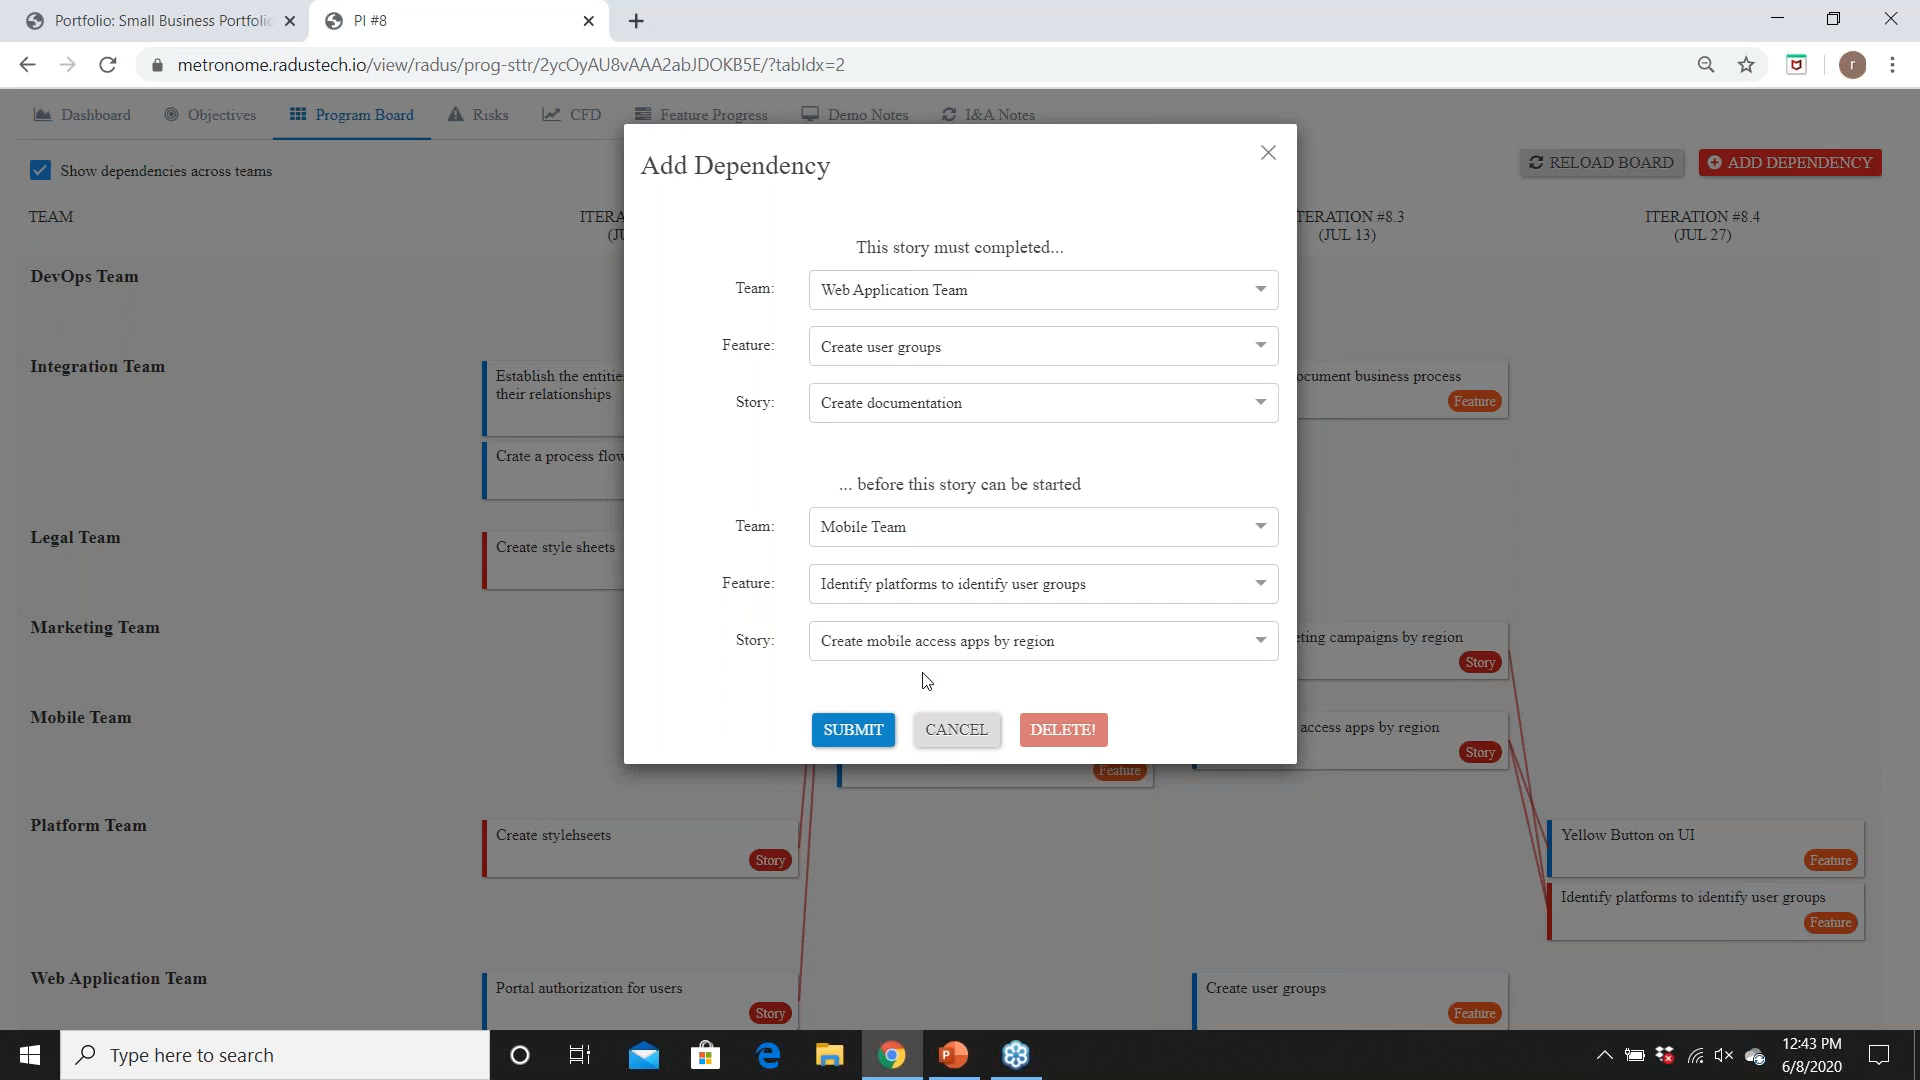 Portfolio: Small Business Portfolio
PI #8
metronome.radustech.io/view/radus/prog-sttr/2ycOyAU8vAAA2abJDOKB5E/?tabIdx=2
r
Dashboard
Objectives
Program Board
Risks
CFD
Feature Progress
Demo Notes
I&A Notes
Show dependencies across teams
RELOAD BOARD
ADD DEPENDENCY
TEAM
ITERA
(JU
TERATION #8.3
(JUL 13)
ITERATION #8.4
(JUL 27)
Add Dependency
This story must completed...
Team:
Web Application Team
Feature:
Create user groups
Story:
Create documentation
... before this story can be started
Team:
Mobile Team
Feature:
Identify platforms to identify user groups
Story:
Create mobile access apps by region
SUBMIT
CANCEL
DELETE!
DevOps Team
Integration Team
Establish the entitie
their relationships
Crate a process flow
ocument business process
Feature
Legal Team
Create style sheets
Marketing Team
eting campaigns by region
Story
Mobile Team
access apps by region
Story
Feature
Platform Team
Create stylehseets
Story
Yellow Button on UI
Feature
Identify platforms to identify user groups
Feature
Web Application Team
Portal authorization for users
Story
Create user groups
Feature
Type here to search
12:43 PM
6/8/2020